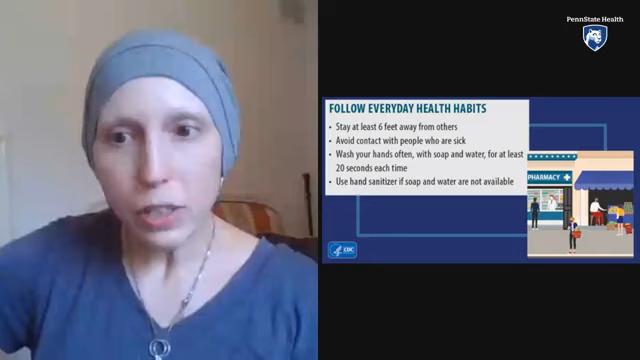 PennState Health
FOLLOW EVERYDAY HEALTH HABITS
• Stay at least 6 feet away from others
• Avoid contact with people who are sick
• Wash your hands often, with soap and water, for at least
20 seconds each time
• Use hand sanitizer if soap and water are not available
PHARMACY
CDC